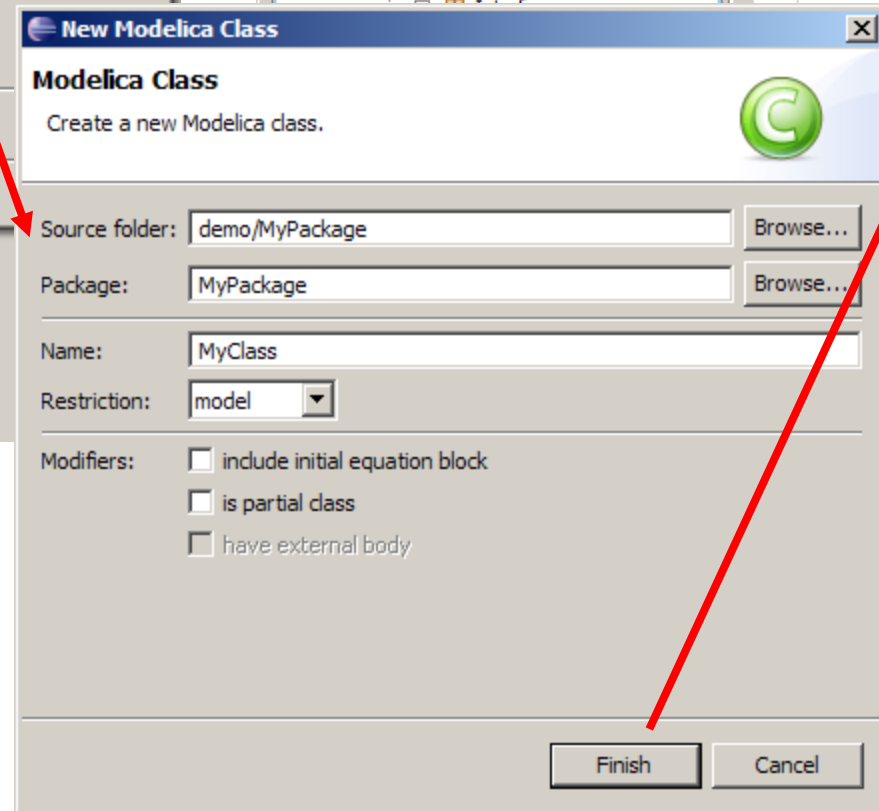 New Modelica Class
Modelica Class
Create a new Modelica class.
Source folder: demo/MyPackage Browse...
Package: MyPackage Browse...
Name: MyClass
Restriction: model
Modifiers: include initial equation block
is partial class
have external body
Finish Cancel